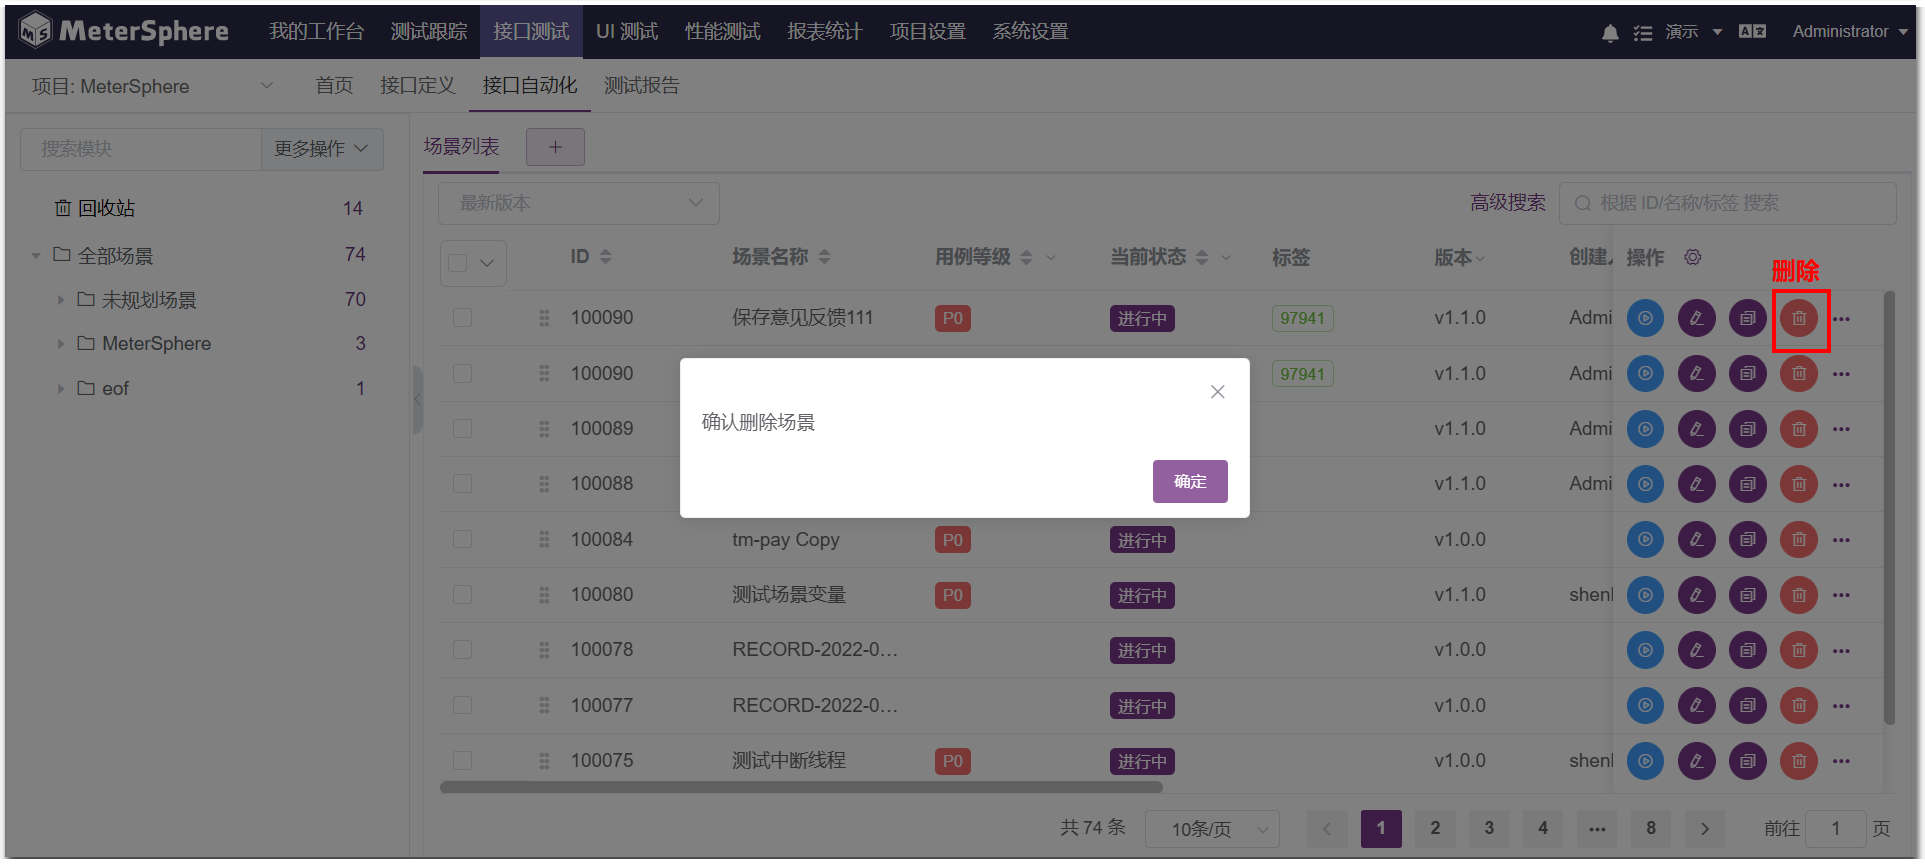 MeterSphere 我的工作台 测试跟踪 接口测试 UI 测试 性能测试 报表统计 项目设置 系统设置 演示 Administrator
项目: MeterSphere 首页 接口定义 接口自动化 测试报告
搜索模块 更多操作
回收站 14
全部场景 74
未规划场景 70
MeterSphere 3
eof 1
场景列表 +
最新版本 高级搜索 根据 ID/名称/标签 搜索
ID 场景名称 用例等级 当前状态 标签 版本 创建人 操作
删除
100090 保存意见反馈111 P0 进行中 97941 v1.1.0 Admi
100090 97941 v1.1.0 Admi
100089 v1.1.0 Admi
100088 v1.1.0 Admi
确认删除场景
确定
100084 tm-pay Copy P0 进行中 v1.0.0
100080 测试场景变量 P0 进行中 v1.1.0 shenl
100078 RECORD-2022-0... 进行中 v1.0.0
100077 RECORD-2022-0... 进行中 v1.0.0
100075 测试中断线程 P0 进行中 v1.0.0 shenl
共 74 条 10条/页 1 2 3 4 ... 8 前往 1 页